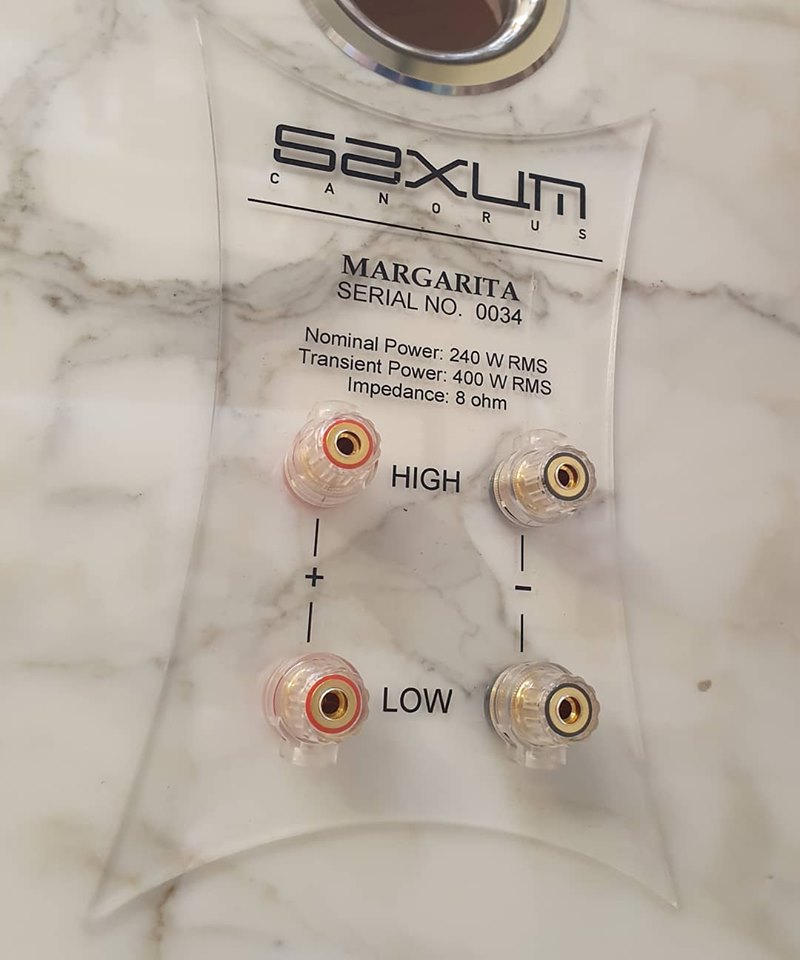 SAXUM
CANORUS
MARGARITA
SERIAL NO. 0034
Nominal Power: 240 W RMS
Transient Power: 400 W RMS
Impedance: 8 ohm
HIGH
+ -
LOW